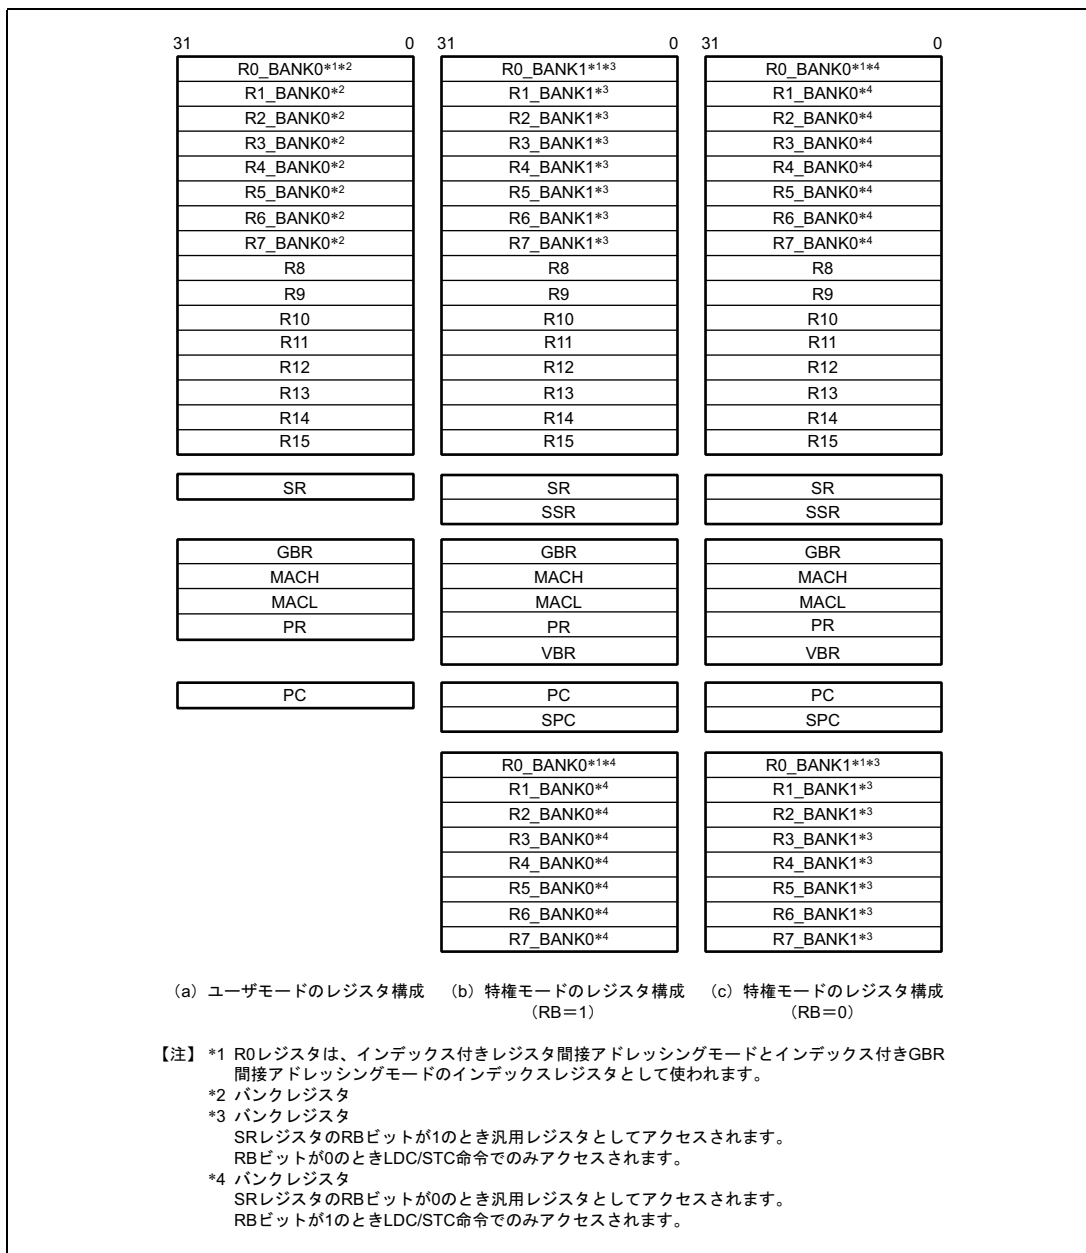 31 0 31 0 31 0
R0_BANK0*1*2 R0_BANK1*1*3 R0_BANK0*1*4
R1_BANK0*2 R1_BANK1*3 R1_BANK0*4
R2_BANK0*2 R2_BANK1*3 R2_BANK0*4
R3_BANK0*2 R3_BANK1*3 R3_BANK0*4
R4_BANK0*2 R4_BANK1*3 R4_BANK0*4
R5_BANK0*2 R5_BANK1*3 R5_BANK0*4
R6_BANK0*2 R6_BANK1*3 R6_BANK0*4
R7_BANK0*2 R7_BANK1*3 R7_BANK0*4
R8 R8 R8
R9 R9 R9
R10 R10 R10
R11 R11 R11
R12 R12 R12
R13 R13 R13
R14 R14 R14
R15 R15 R15
SR SR SR
SSR SSR
GBR GBR GBR
MACH MACH MACH
MACL MACL MACL
PR PR PR
VBR VBR
PC PC PC
SPC SPC
R0_BANK0*1*4 R0_BANK1*1*3
R1_BANK0*4 R1_BANK1*3
R2_BANK0*4 R2_BANK1*3
R3_BANK0*4 R3_BANK1*3
R4_BANK0*4 R4_BANK1*3
R5_BANK0*4 R5_BANK1*3
R6_BANK0*4 R6_BANK1*3
R7_BANK0*4 R7_BANK1*3
（a）ユーザモードのレジスタ構成 （b）特権モードのレジスタ構成 （c）特権モードのレジスタ構成
（RB＝1） （RB＝0）
【注】 *1 R0レジスタは、インデックス付きレジスタ間接アドレッシングモードとインデックス付きGBR
間接アドレッシングモードのインデックスレジスタとして使われます。
*2 バンクレジスタ
*3 バンクレジスタ
SRレジスタのRBビットが1のとき汎用レジスタとしてアクセスされます。
RBビットが0のときLDC/STC命令でのみアクセスされます。
*4 バンクレジスタ
SRレジスタのRBビットが0のとき汎用レジスタとしてアクセスされます。
RBビットが1のときLDC/STC命令でのみアクセスされます。